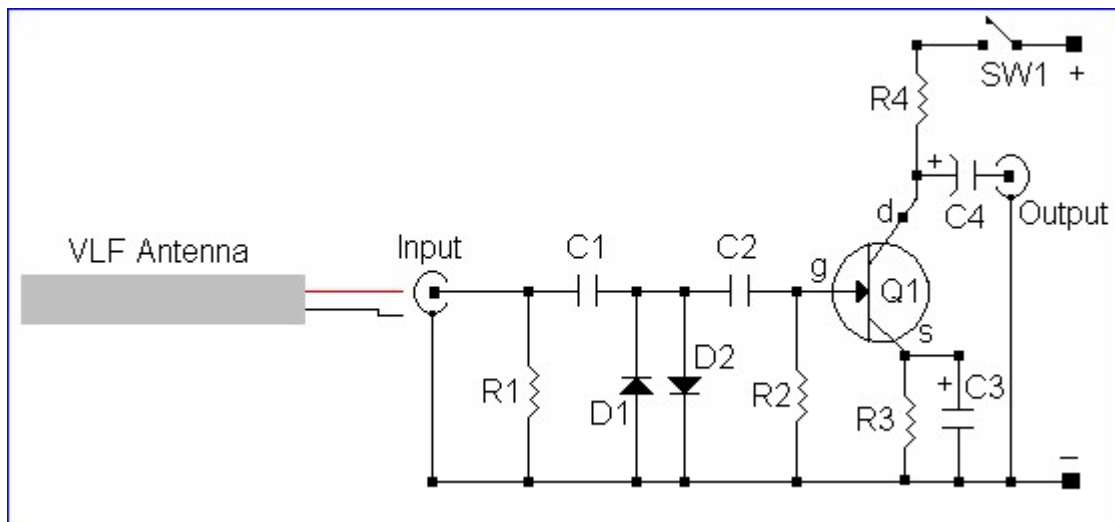 SW1
+
R4
+
d
C4
Output
VLF Antenna
Input
C1
C2
g
Q1
s
D2
R1
D1
R2
R3
+
C3
–